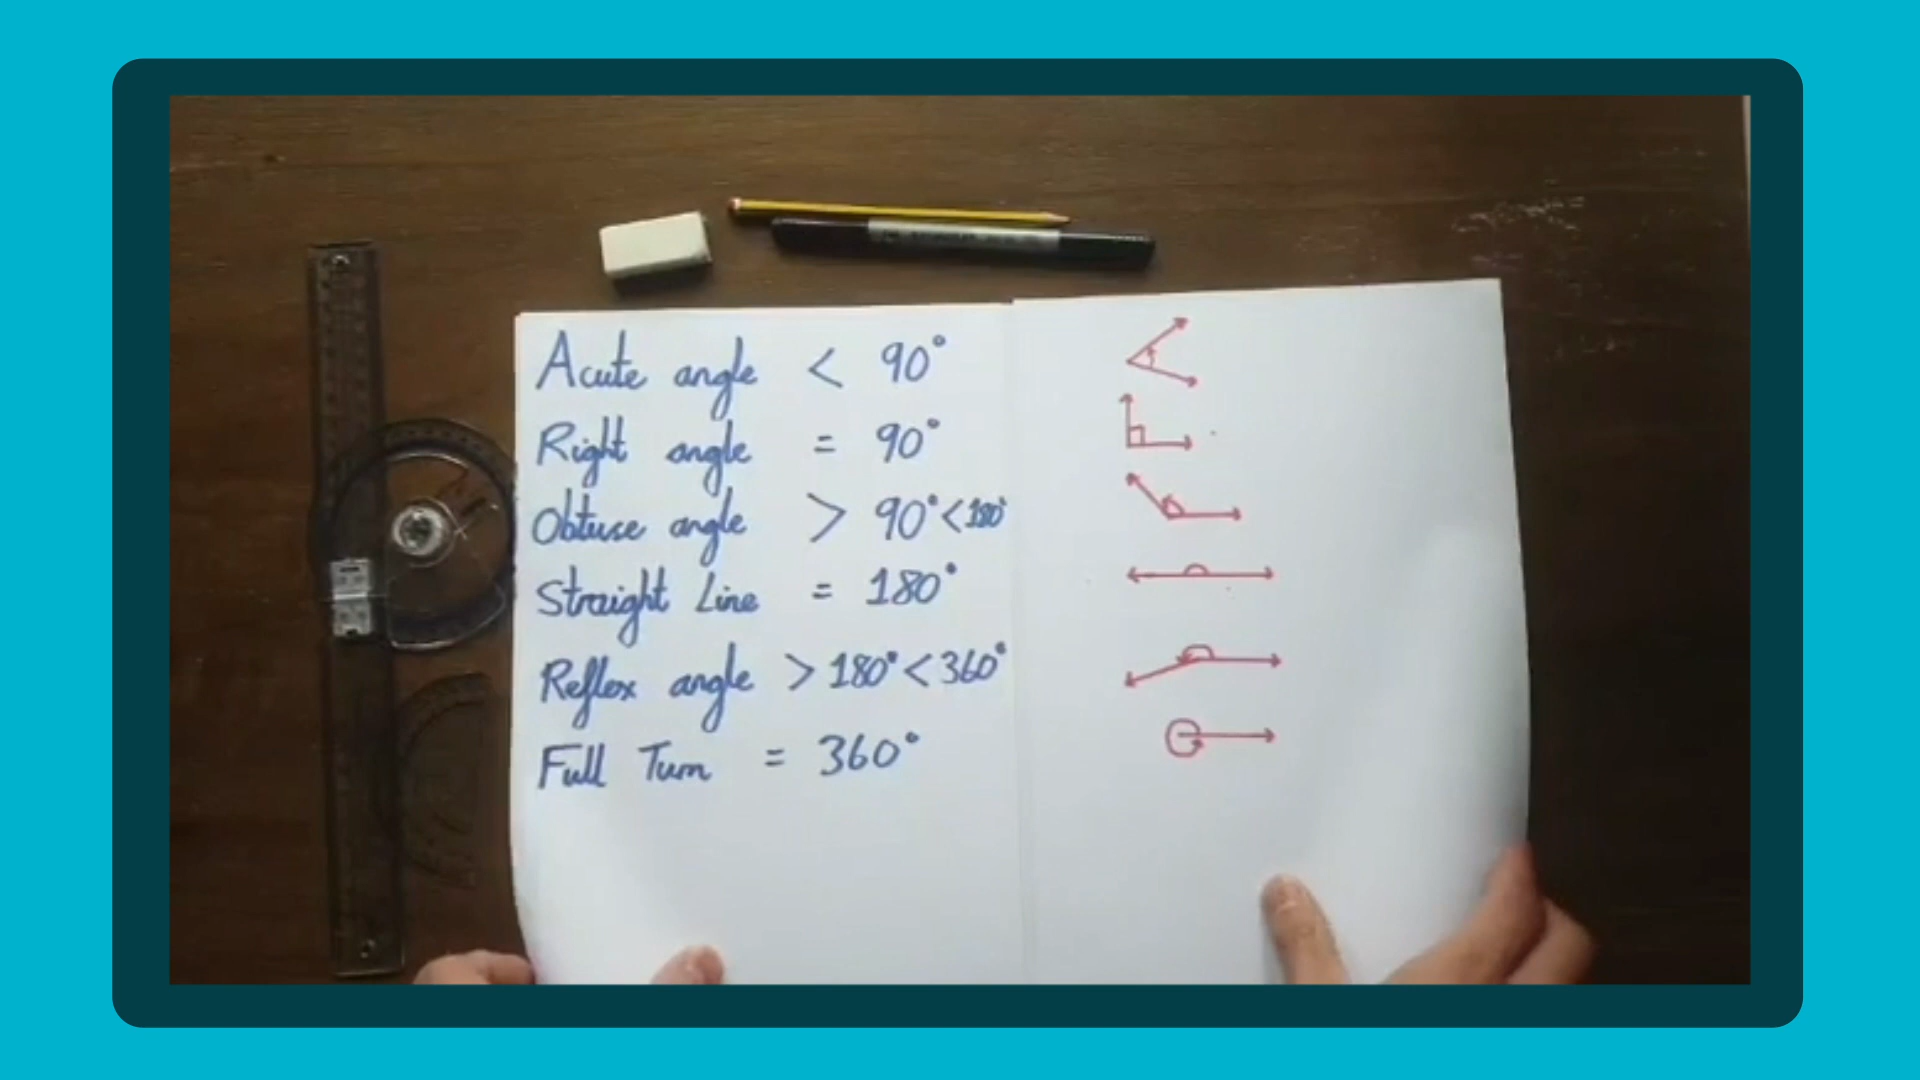 Acute angle < 90°
Right angle = 90°
Obtuse angle > 90° < 180°
Straight Line = 180°
Reflex angle > 180° < 360°
Full Turn = 360°